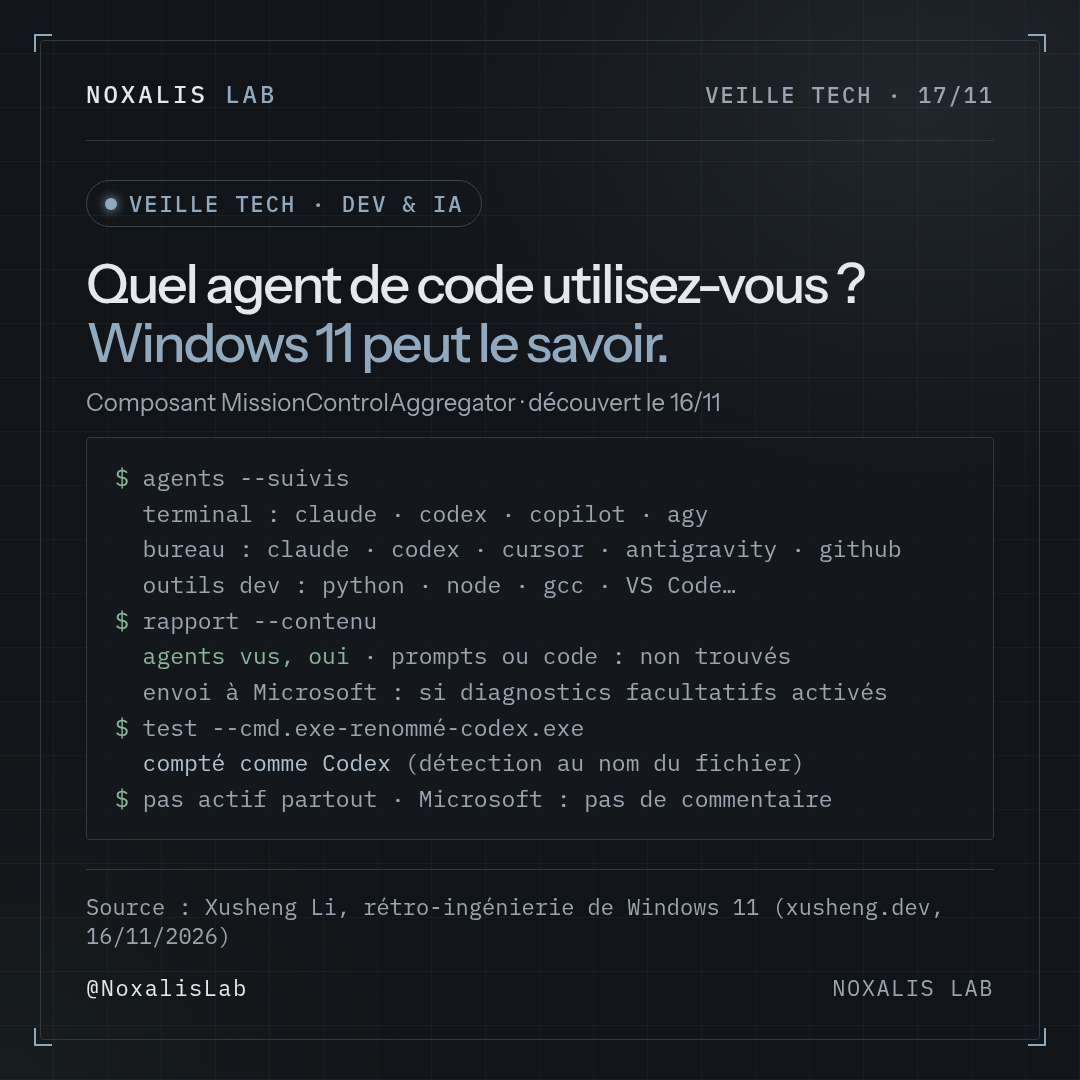 NOXALIS LAB
VEILLE TECH · 17/11
VEILLE TECH · DEV & IA
Quel agent de code utilisez-vous ?
Windows 11 peut le savoir.
Composant MissionControlAggregator · découvert le 16/11
$ agents --suivis
terminal : claude · codex · copilot · agy
bureau : claude · codex · cursor · antigravity · github
outils dev : python · node · gcc · VS Code…
$ rapport --contenu
agents vus, oui · prompts ou code : non trouvés
envoi à Microsoft : si diagnostics facultatifs activés
$ test --cmd.exe-renommé-codex.exe
compté comme Codex (détection au nom du fichier)
$ pas actif partout · Microsoft : pas de commentaire
Source : Xusheng Li, rétro-ingénierie de Windows 11 (xusheng.dev,
16/11/2026)
@NoxalisLab
NOXALIS LAB